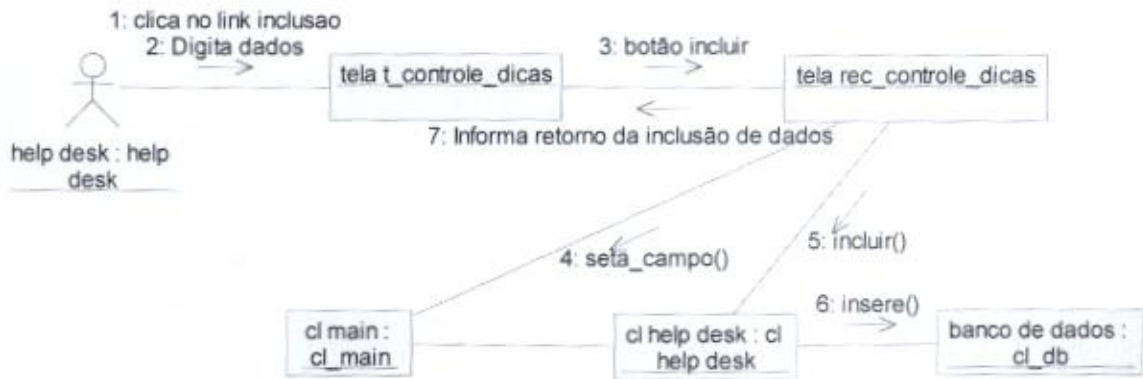 1: clica no link inclusao
2: Digita dados
3: botão incluir
tela t_controle_dicas
tela rec_controle_dicas
7: Informa retorno da inclusão de dados
help desk : help
desk
4: seta_campo()
5: incluir()
6: insere()
cl main :
cl_main
cl help desk : cl
help desk
banco de dados :
cl_db